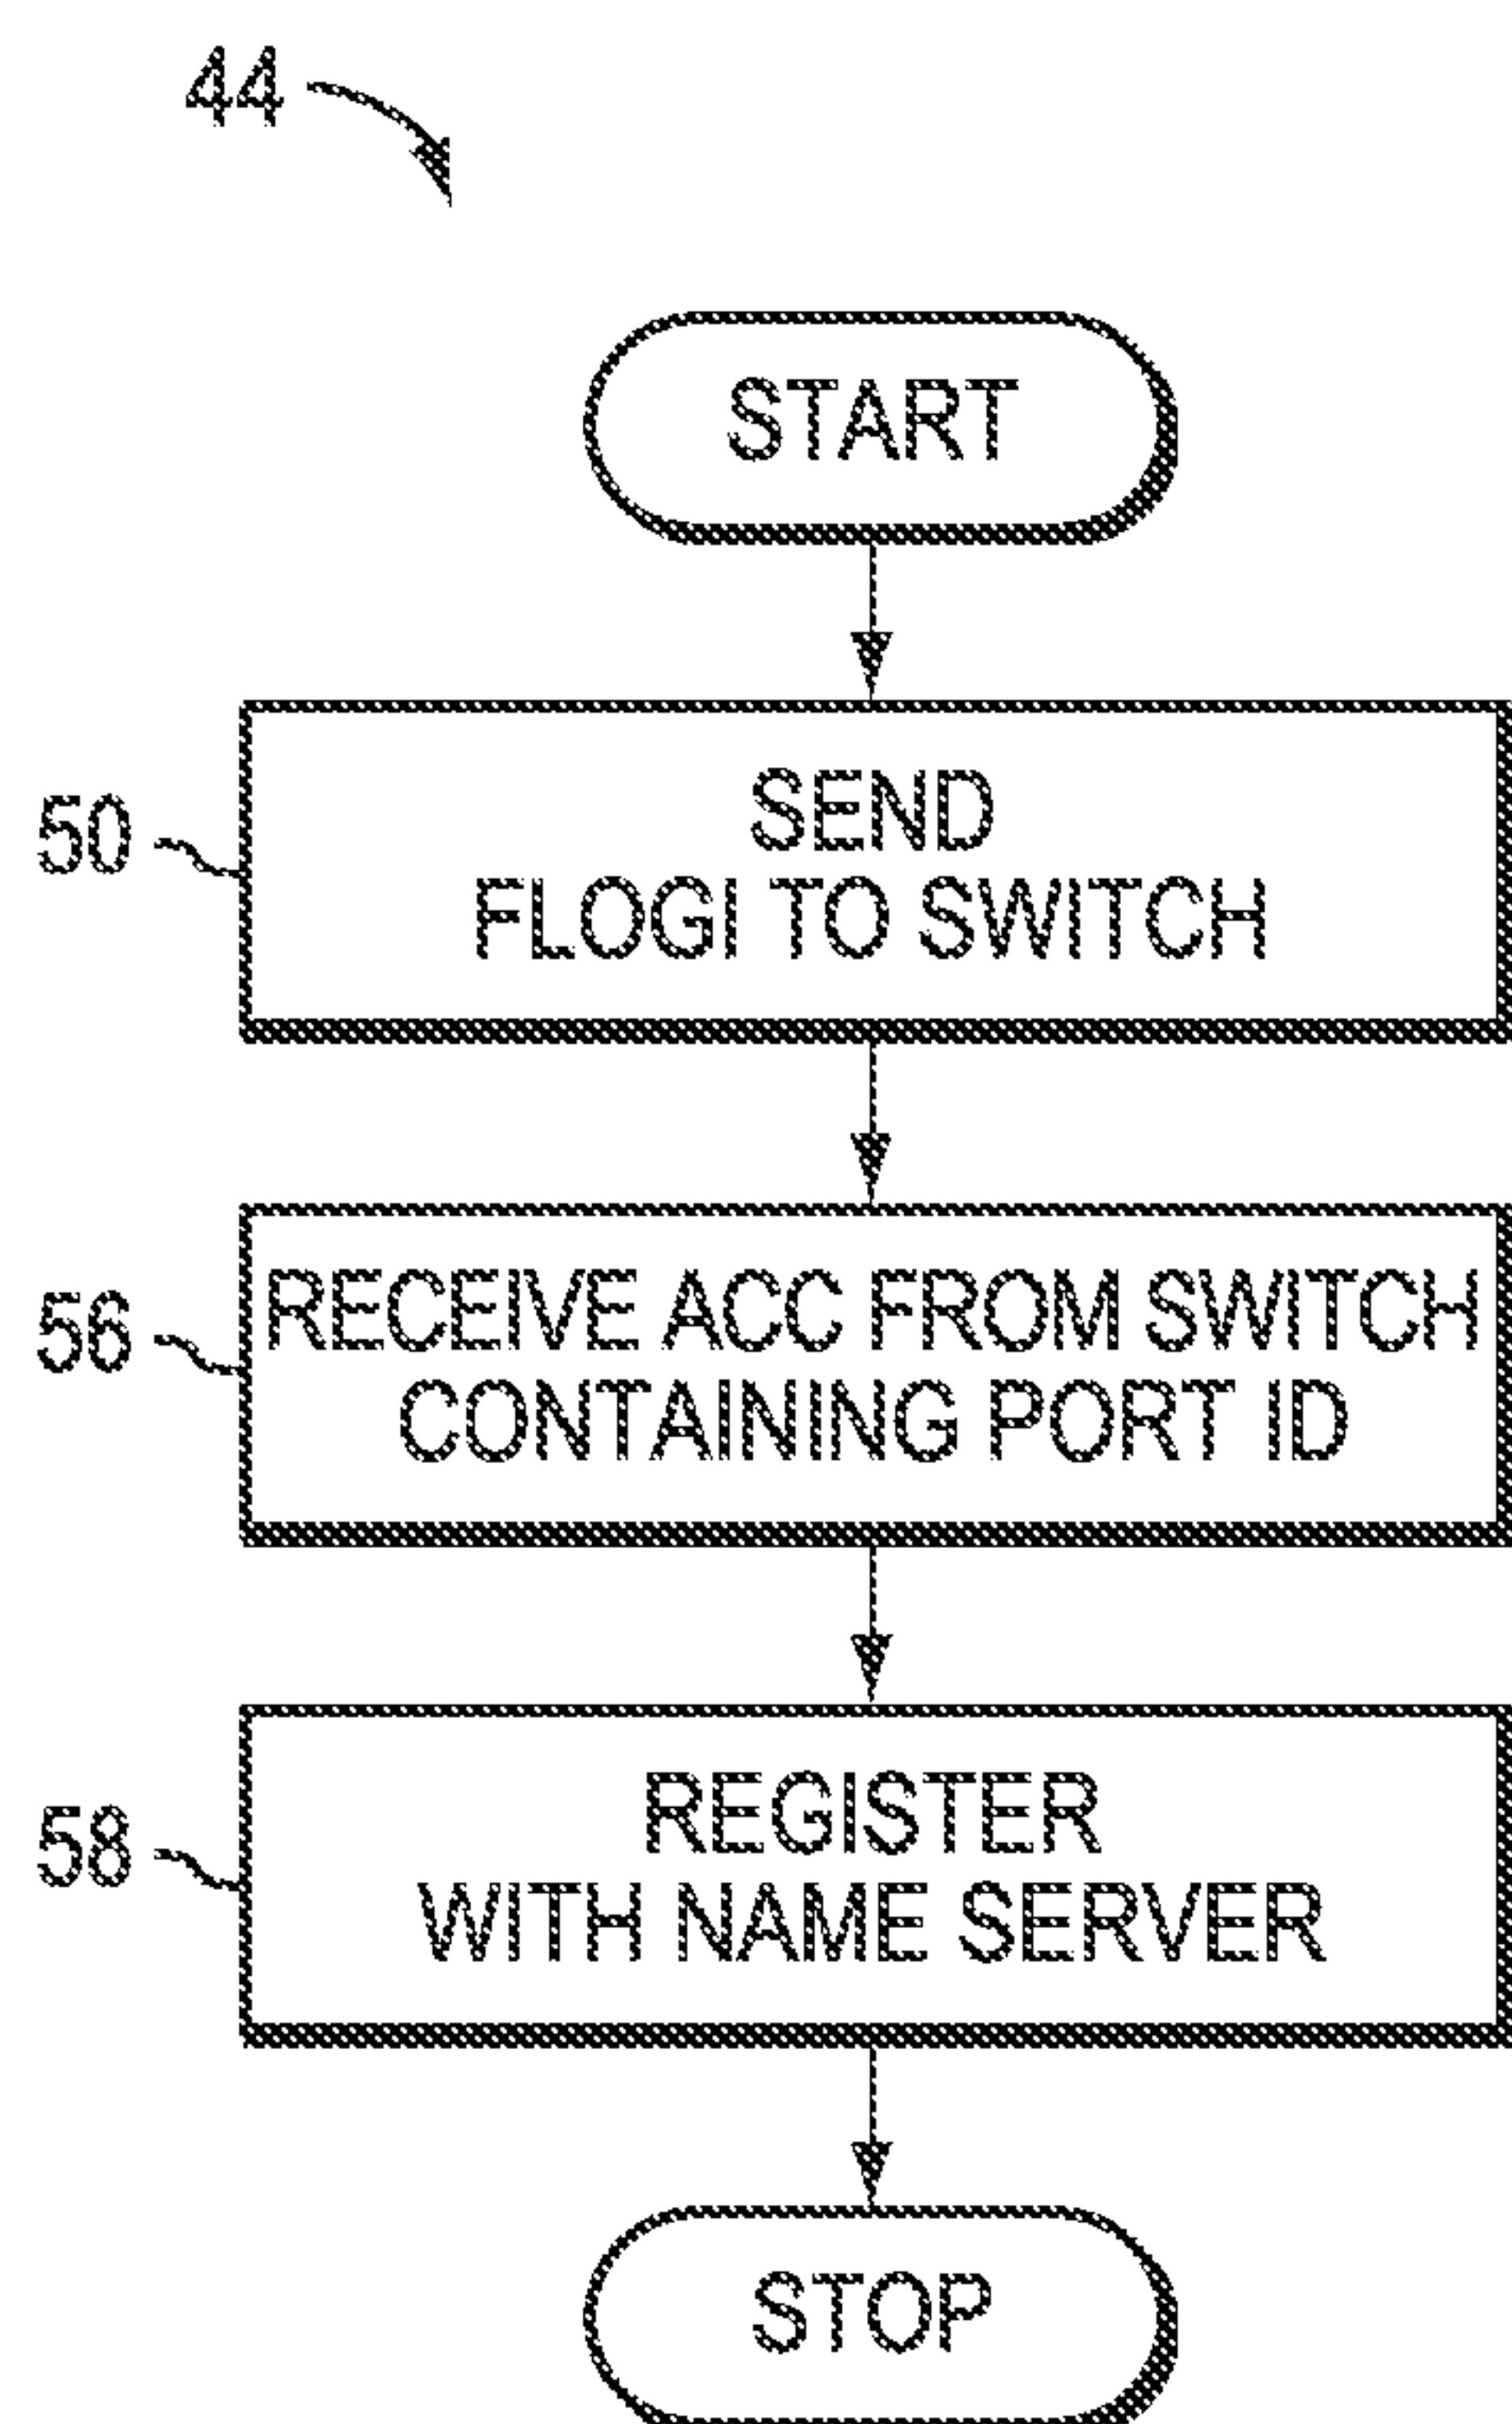 44
START
50
SEND
FLOGI TO SWITCH
56
RECEIVE ACC FROM SWITCH
CONTAINING PORT ID
58
REGISTER
WITH NAME SERVER
STOP